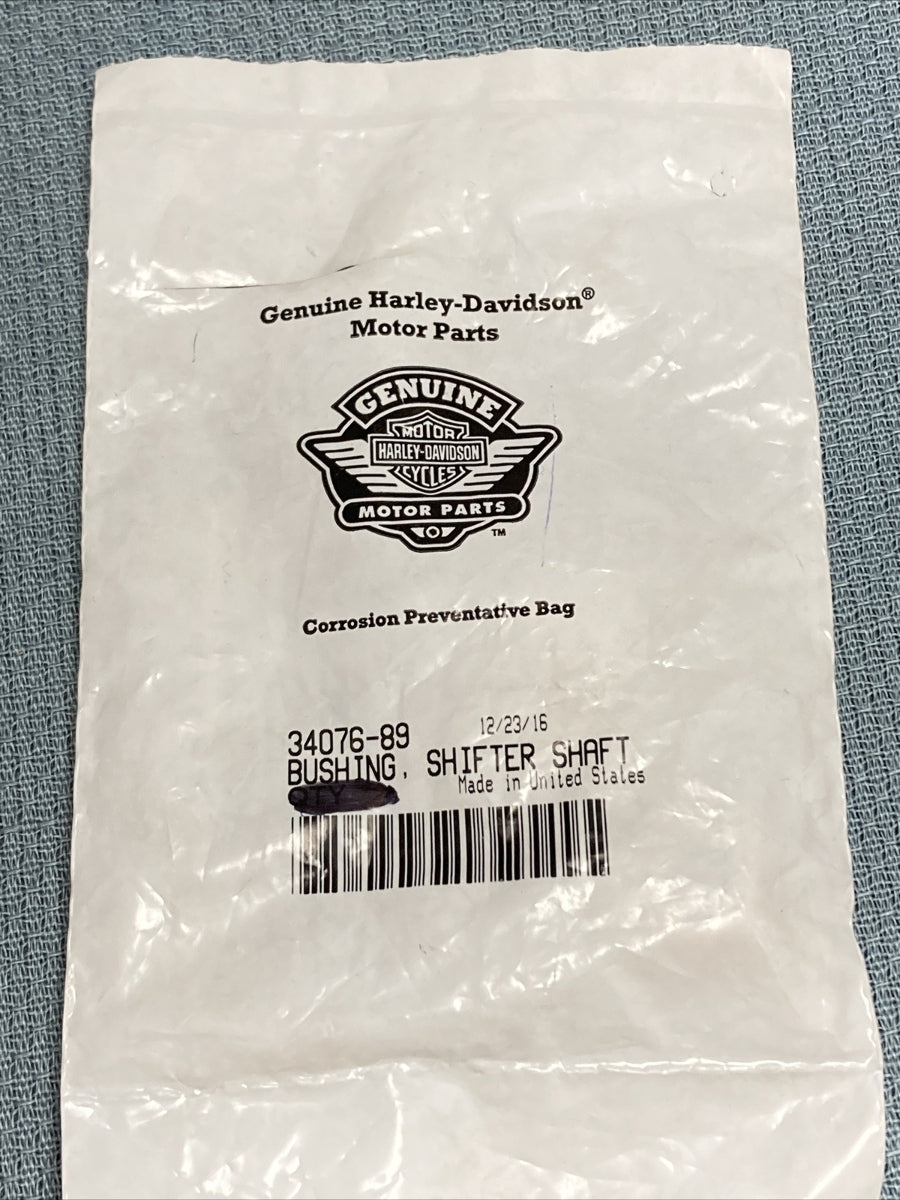 Genuine Harley-Davidson®
Motor Parts
GENUINE
MOTOR
HARLEY-DAVIDSON
CYCLES
MOTOR PARTS
TM
Corrosion Preventative Bag
34076-89 12/23/16
BUSHING, SHIFTER SHAFT
Made in United States
QTY